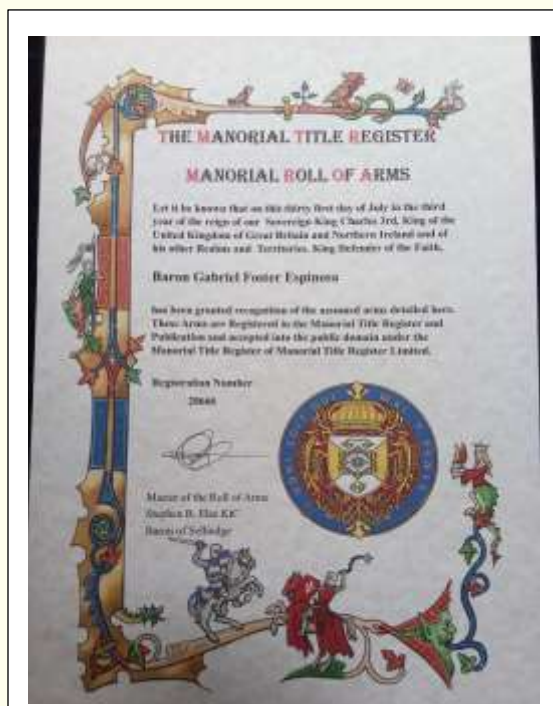 THE MANORIAL TITLE REGISTER
MANORIAL ROLL OF ARMS
Let it be known that on this thirty first day of July in the third
year of the reign of our Sovereign King Charles 3rd, King of the
United Kingdom of Great Britain and Northern Ireland and of
his other Realms and Territories, King Defender of the Faith,
Baron Gabriel Foster Espinosa
has been granted recognition of the assumed arms detailed here.
These Arms are Registered in the Manorial Title Register and
Publication and accepted into the public domain under the
Manorial Title Register of Manorial Title Register Limited.
Registration Number
Master of the Roll of Arms
Stephen B.
Baron of